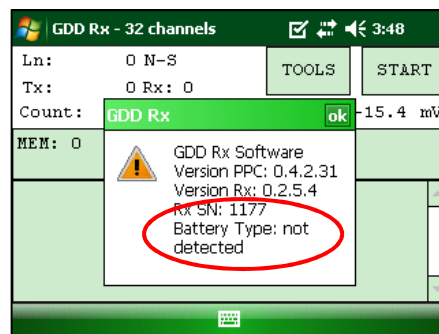 GDD Rx - 32 channels 3:48
Ln: 0 N-S
TOOLS
START
Tx: 0 Rx: 0
Count: -15.4 mV
GDD Rx ok
MEM: 0
GDD Rx Software
Version PPC: 0.4.2.31
Version Rx: 0.2.5.4
Rx SN: 1177
Battery Type: not
detected